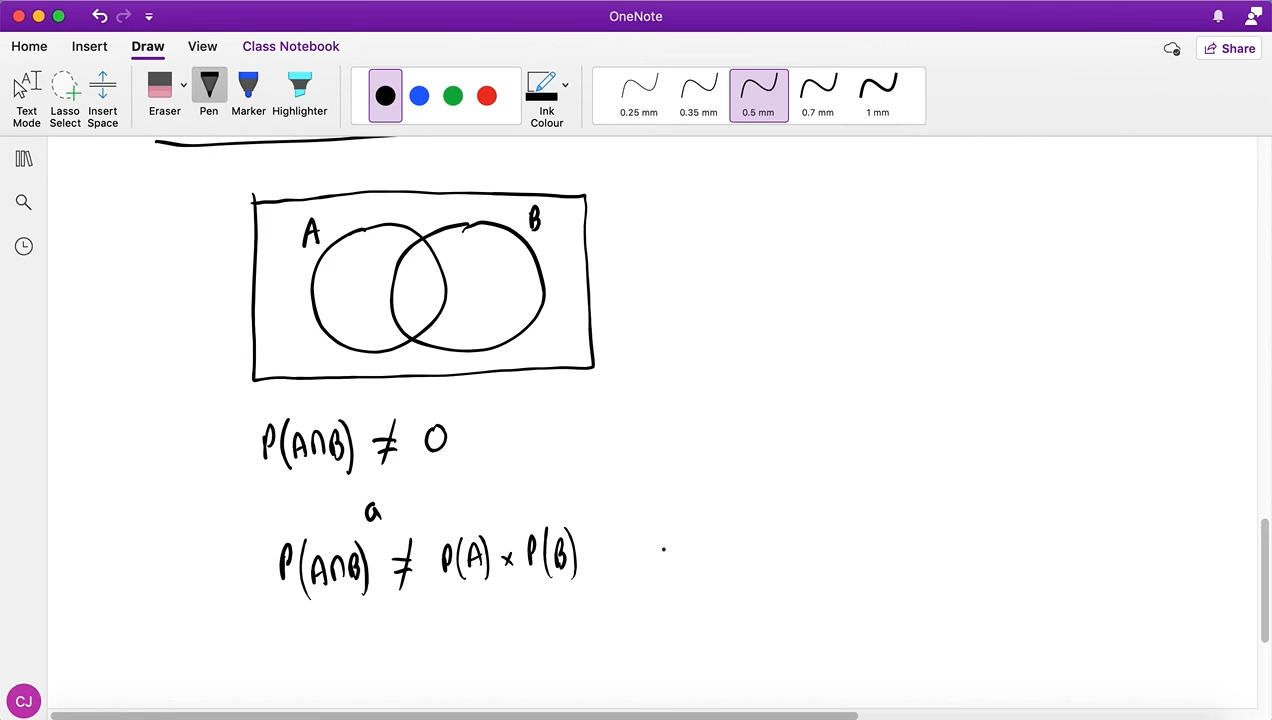 OneNote
Home Insert Draw View Class Notebook
Share
Text Mode
Lasso Select
Insert Space
Eraser
Pen
Marker
Highlighter
Ink Colour
0.25 mm
0.35 mm
0.5 mm
0.7 mm
1 mm
A B
P(A∩B) ≠ 0
a
P(A∩B) ≠ P(A) × P(B)
CJ